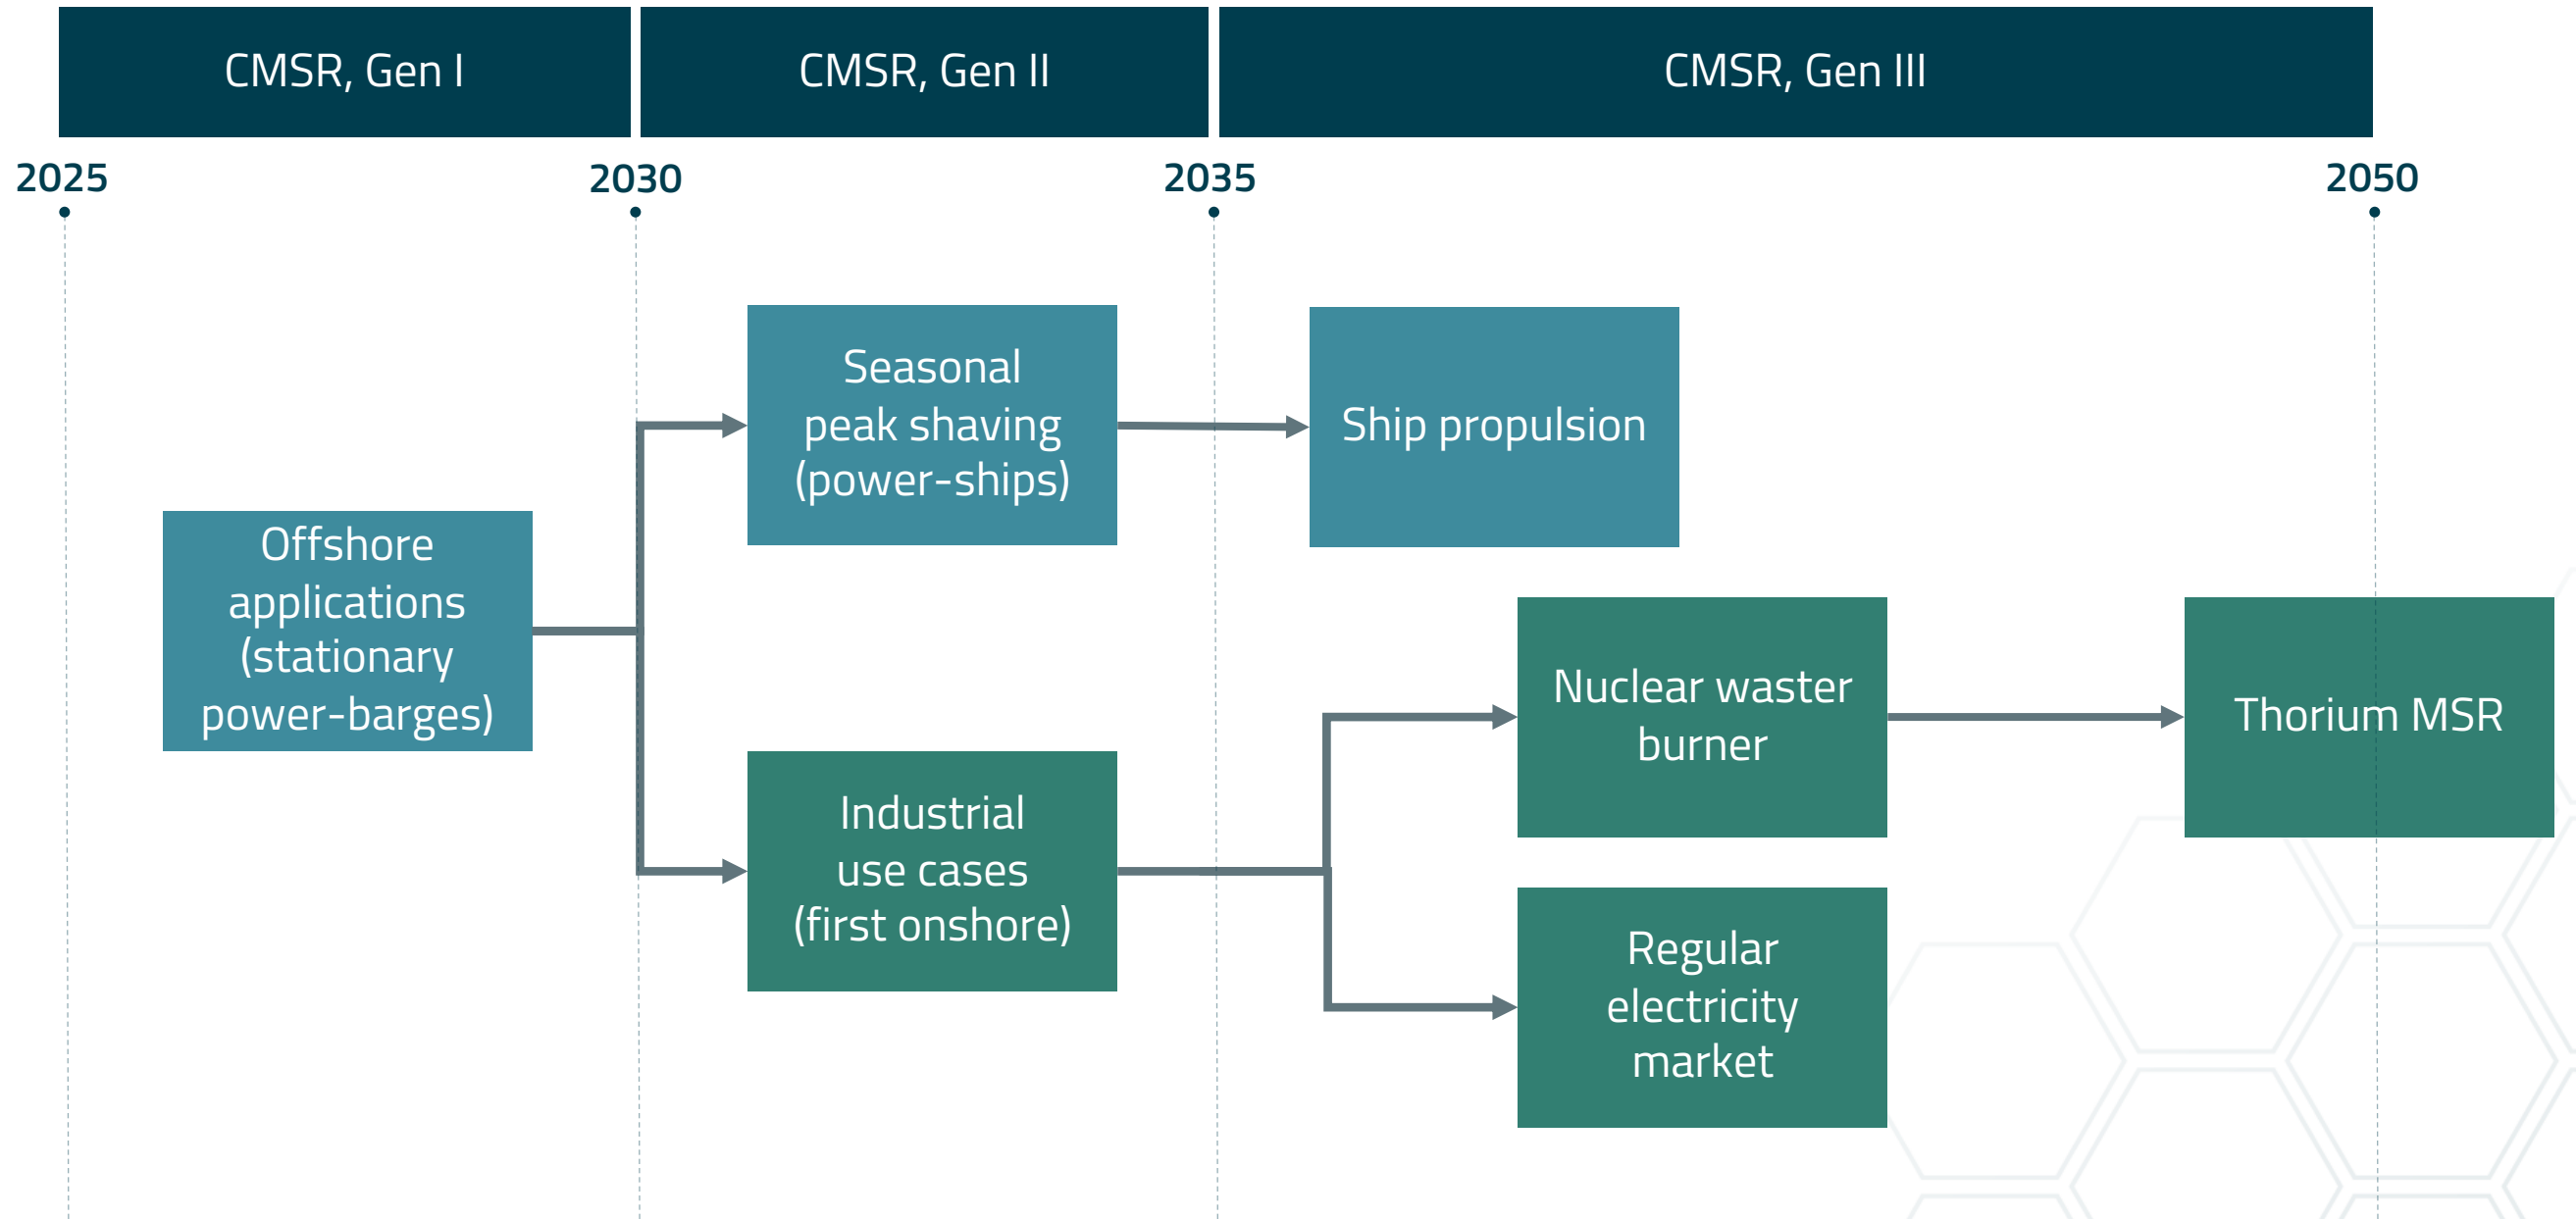 CMSR, Gen I
CMSR, Gen II
CMSR, Gen III
2025
2030
2035
2050
Offshore
applications
(stationary
power-barges)
Seasonal
peak shaving
(power-ships)
Ship propulsion
Industrial
use cases
(first onshore)
Nuclear waster
burner
Thorium MSR
Regular
electricity
market